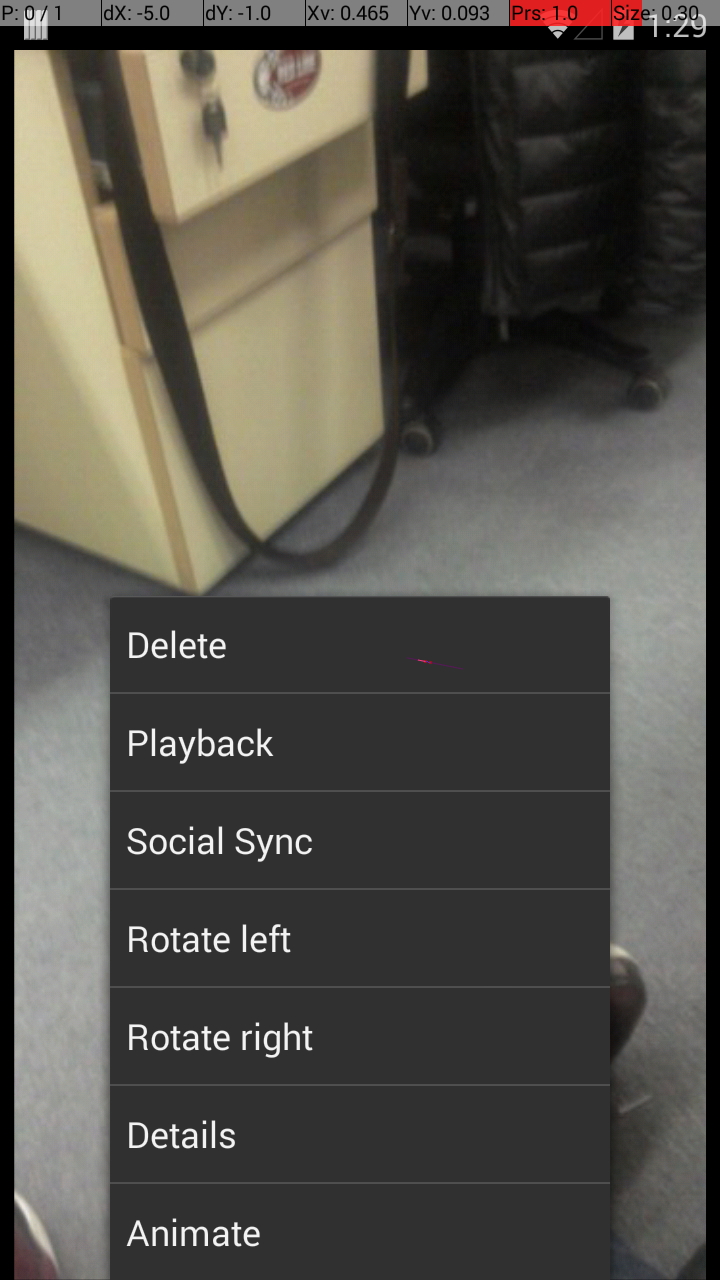 P: 0 / 1 dX: -5.0 dY: -1.0 Xv: 0.465 Yv: 0.093 Prs: 1.0 Size: 0.30
1:29
Delete
Playback
Social Sync
Rotate left
Rotate right
Details
Animate